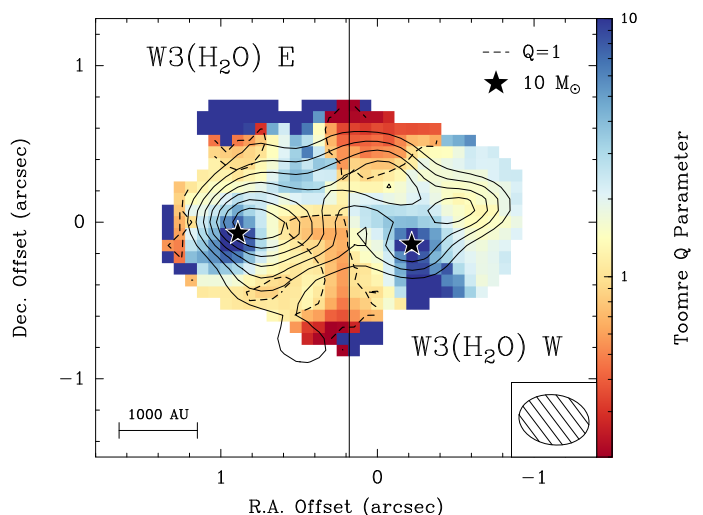 W3(H₂O) E
Q=1
10 M☉
W3(H₂O) W
1000 AU
1
0
−1
Dec. Offset (arcsec)
1
0
−1
R.A. Offset (arcsec)
10
1
Toomre Q Parameter